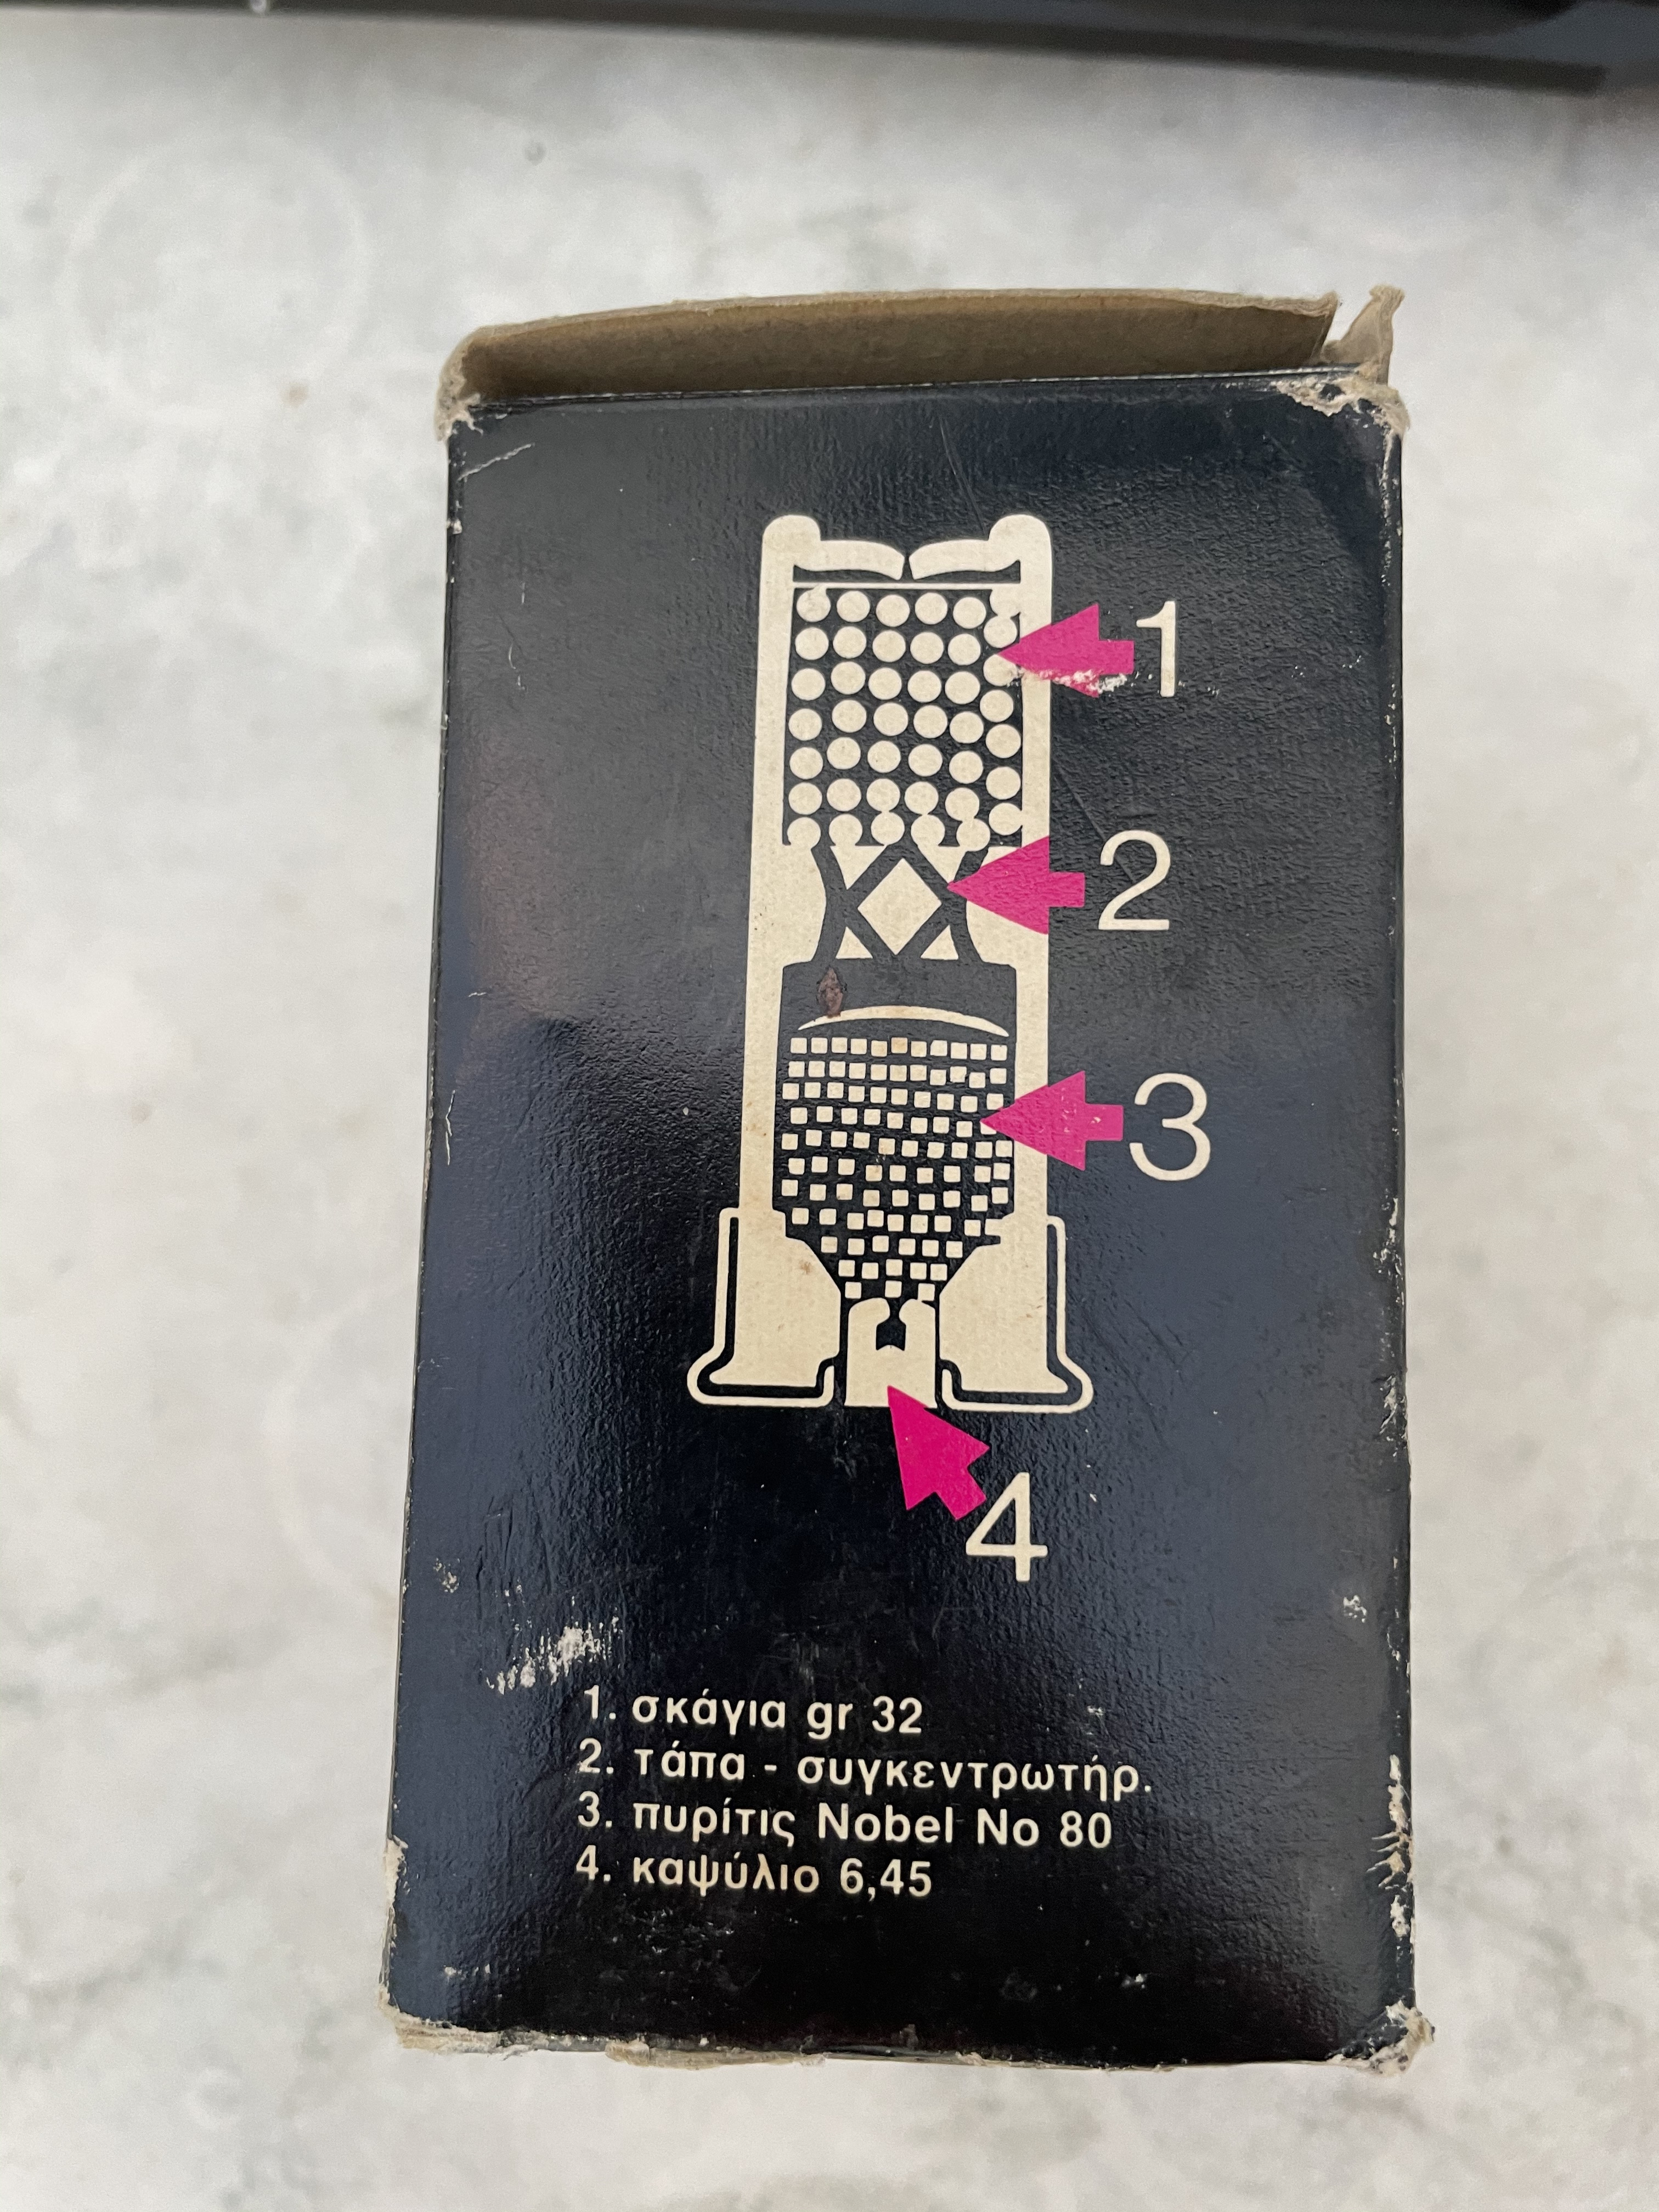 1
2
3
4
1. σκάγια gr 32
2. τάπα - συγκεντρωτήρ.
3. πυρίτις Nobel No 80
4. καψύλιο 6,45